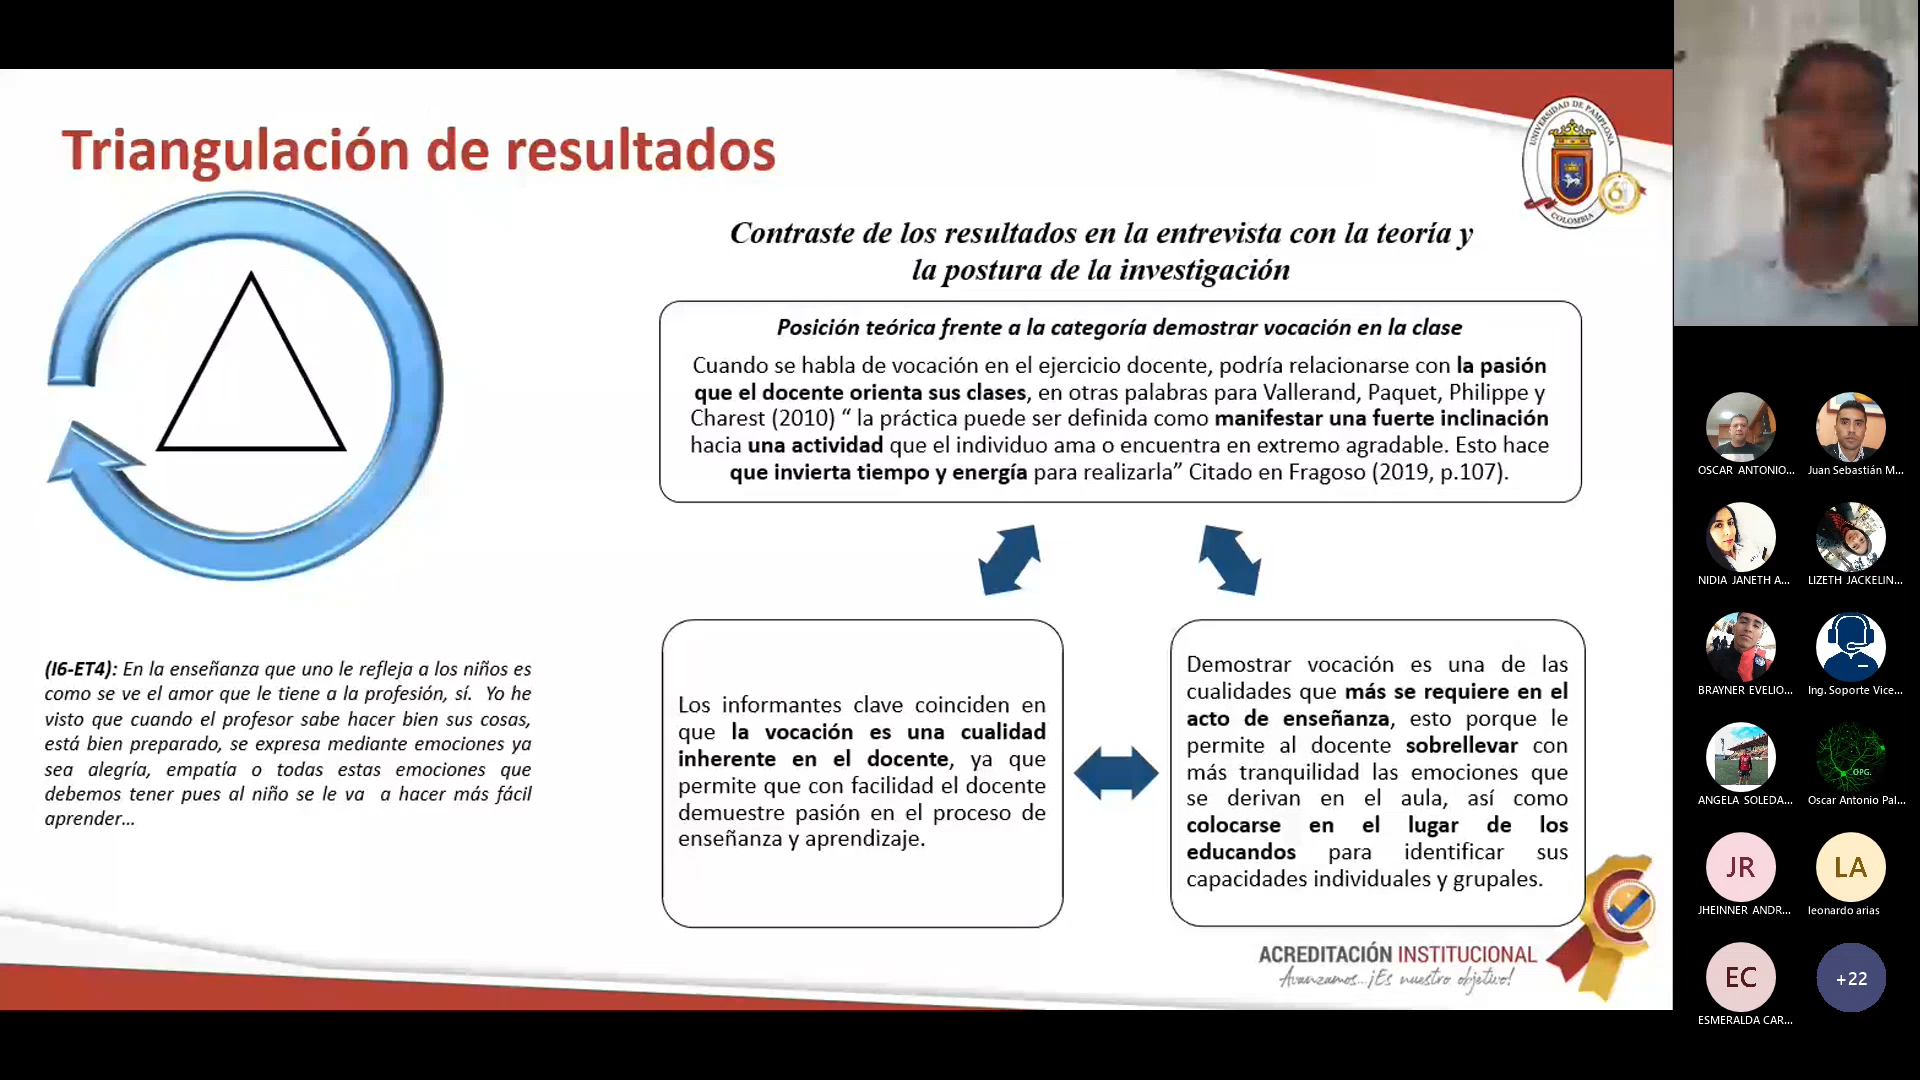 Triangulación de resultados
UNIVERSIDAD DE PAMPLONA
COLOMBIA
Contraste de los resultados en la entrevista con la teoría y
la postura de la investigación
Posición teórica frente a la categoría demostrar vocación en la clase
Cuando se habla de vocación en el ejercicio docente, podría relacionarse con la pasión
que el docente orienta sus clases, en otras palabras para Vallerand, Paquet, Philippe y
Charest (2010) “ la práctica puede ser definida como manifestar una fuerte inclinación
hacia una actividad que el individuo ama o encuentra en extremo agradable. Esto hace
que invierta tiempo y energía para realizarla” Citado en Fragoso (2019, p.107).
(I6-ET4): En la enseñanza que uno le refleja a los niños es
como se ve el amor que le tiene a la profesión, sí. Yo he
visto que cuando el profesor sabe hacer bien sus cosas,
está bien preparado, se expresa mediante emociones ya
sea alegría, empatía o todas estas emociones que
debemos tener pues al niño se le va a hacer más fácil
aprender...
Los informantes clave coinciden en
que la vocación es una cualidad
inherente en el docente, ya que
permite que con facilidad el docente
demuestre pasión en el proceso de
enseñanza y aprendizaje.
Demostrar vocación es una de las
cualidades que más se requiere en el
acto de enseñanza, esto porque le
permite al docente sobrellevar con
más tranquilidad las emociones que
se derivan en el aula, así como
colocarse en el lugar de los
educandos para identificar sus
capacidades individuales y grupales.
ACREDITACIÓN INSTITUCIONAL
Avanzamos... ¡Es nuestro objetivo!
OSCAR ANTONIO...
Juan Sebastián M...
NIDIA JANETH A...
LIZETH JACKELIN...
BRAYNER EVELIO...
Ing. Soporte Vice...
ANGELA SOLEDA...
OPG.
Oscar Antonio Pal...
JR
JHEINNER ANDR...
LA
leonardo arias
EC
ESMERALDA CAR...
+22